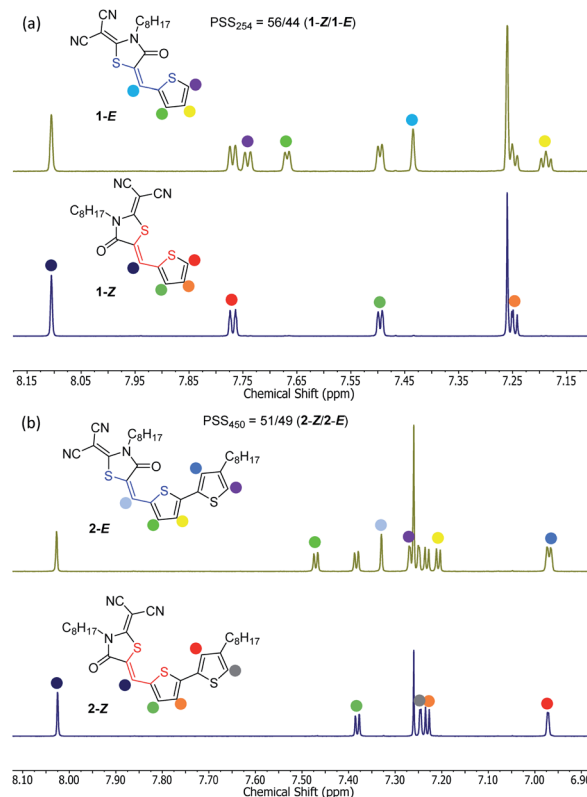 (a)
PSS₂₅₄ = 56/44 (1-Z/1-E)
NC
CN
C₈H₁₇
N
O
S
S
1-E
NC
CN
C₈H₁₇
N
S
O
S
1-Z
8.15 8.05 7.95 7.85 7.75 7.65 7.55 7.45 7.35 7.25 7.15
Chemical Shift (ppm)
(b)
PSS₄₅₀ = 51/49 (2-Z/2-E)
CN
C₈H₁₇
NC
N
O
C₈H₁₇
S
S
S
2-E
NC
CN
C₈H₁₇
N
S
C₈H₁₇
O
S
S
2-Z
8.10 8.00 7.90 7.80 7.70 7.60 7.50 7.40 7.30 7.20 7.10 7.00 6.90
Chemical Shift (ppm)